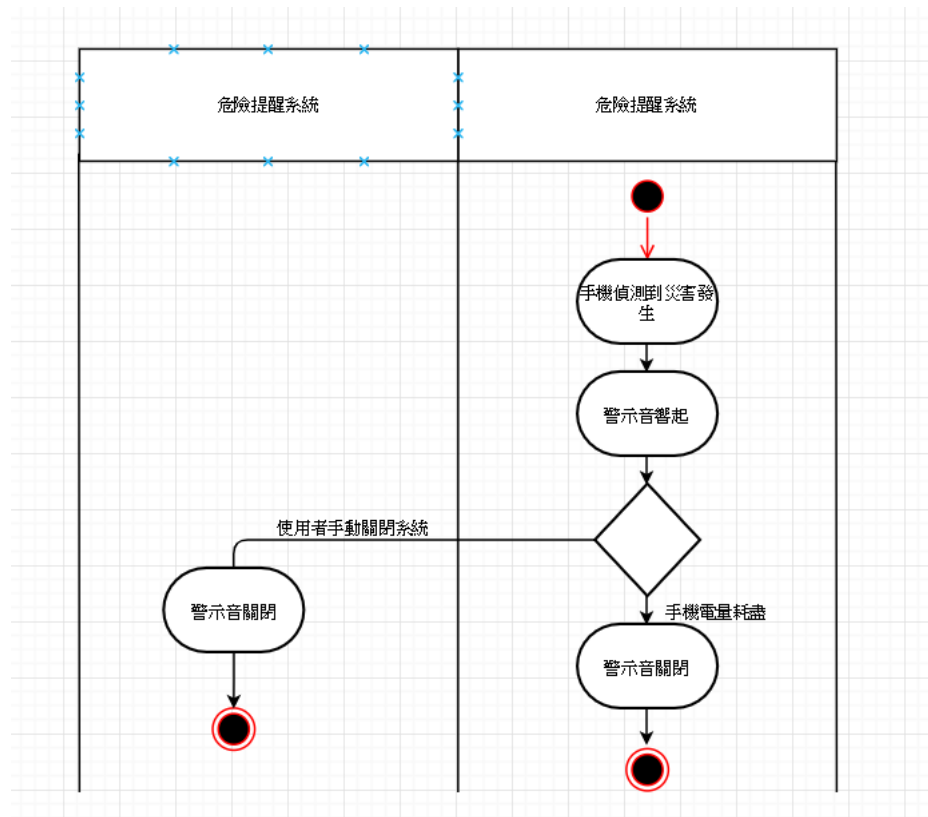 危險提醒系統
危險提醒系統
手機偵測到災害發
生
警示音響起
使用者手動關閉系統
警示音關閉
手機電量耗盡
警示音關閉